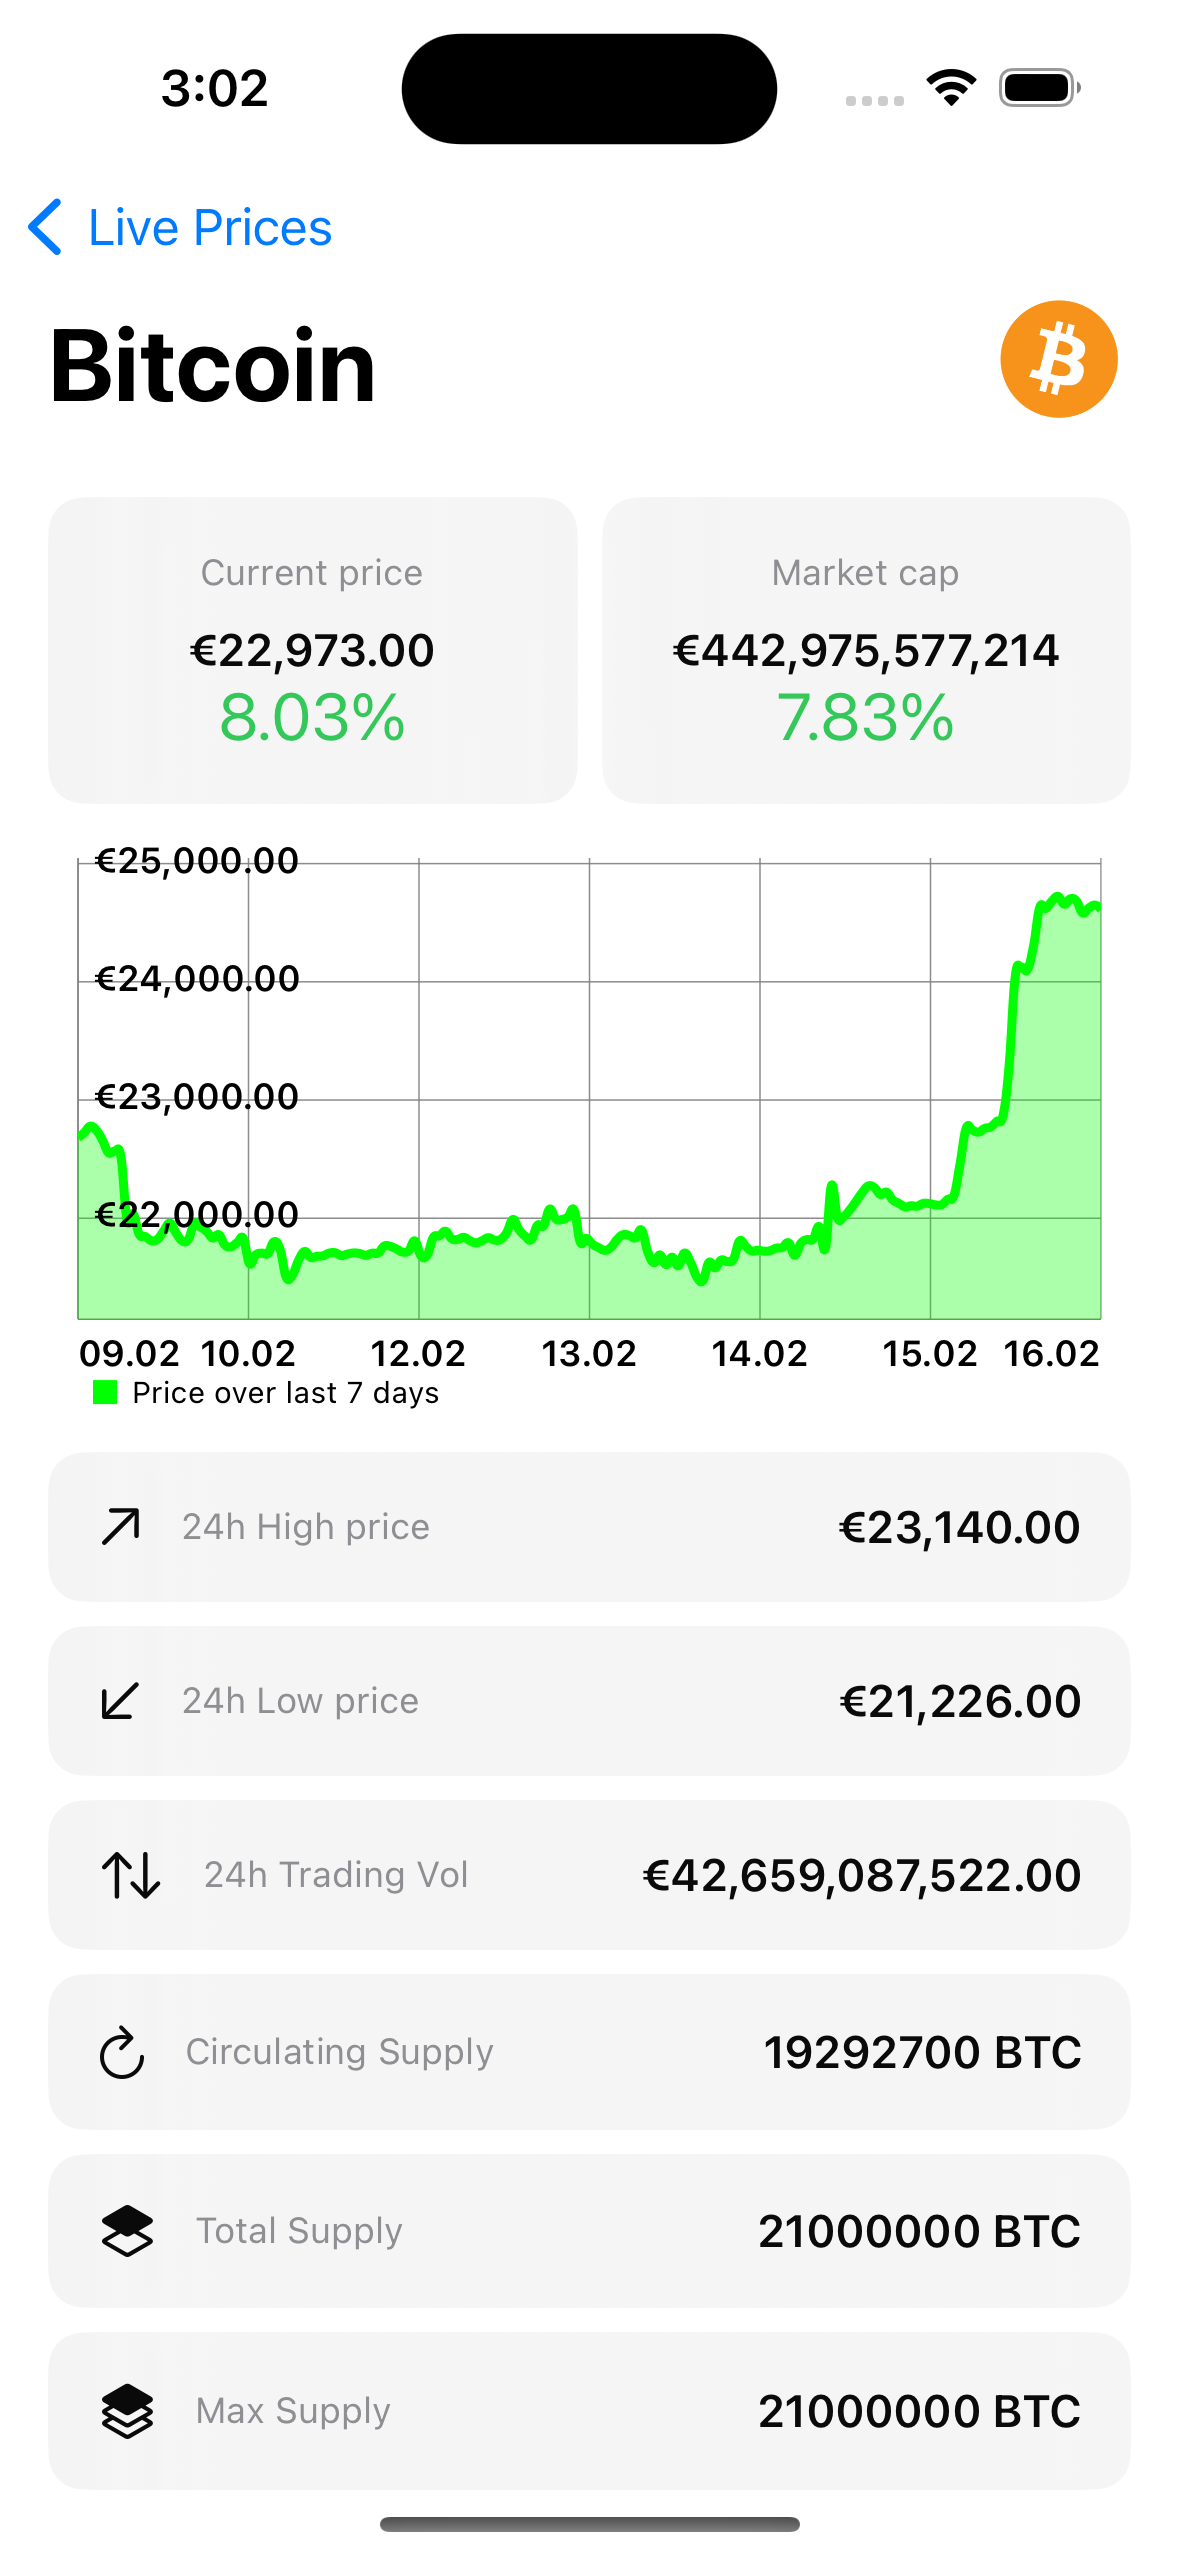 3:02
Live Prices
Bitcoin
Current price
€22,973.00
8.03%
Market cap
€442,975,577,214
7.83%
€25,000.00
€24,000.00
€23,000.00
€22,000.00
09.02 10.02 12.02 13.02 14.02 15.02 16.02
Price over last 7 days
24h High price €23,140.00
24h Low price €21,226.00
24h Trading Vol €42,659,087,522.00
Circulating Supply 19292700 BTC
Total Supply 21000000 BTC
Max Supply 21000000 BTC